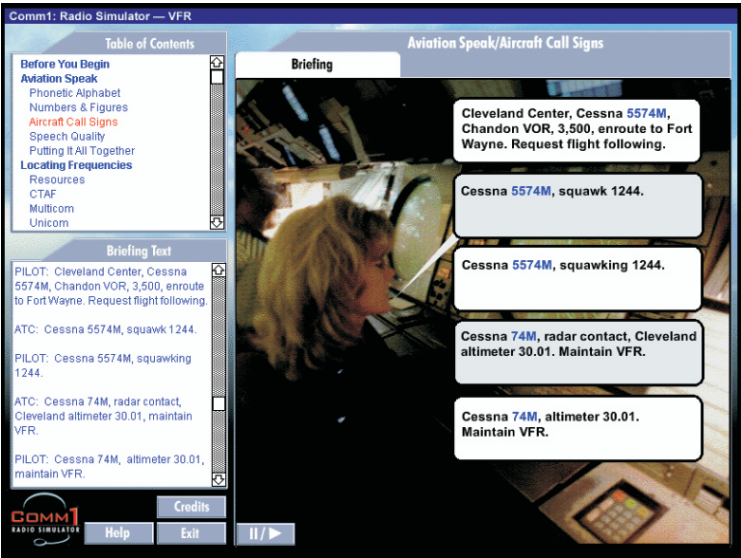 Comm1: Radio Simulator — VFR
Table of Contents
Before You Begin
Aviation Speak
Phonetic Alphabet
Numbers & Figures
Aircraft Call Signs
Speech Quality
Putting It All Together
Locating Frequencies
Resources
CTAF
Multicom
Unicom
Briefing Text
PILOT: Cleveland Center, Cessna
5574M, Chandon VOR, 3,500, enroute
to Fort Wayne. Request flight following.
ATC: Cessna 5574M, squawk 1244.
PILOT: Cessna 5574M, squawking
1244.
ATC: Cessna 74M, radar contact,
Cleveland altimeter 30.01, maintain
VFR.
PILOT: Cessna 74M, altimeter 30.01,
maintain VFR.
COMM1
RADIO SIMULATOR
Credits
Help
Exit
Aviation Speak/Aircraft Call Signs
Briefing
Cleveland Center, Cessna 5574M,
Chandon VOR, 3,500, enroute to Fort
Wayne. Request flight following.
Cessna 5574M, squawk 1244.
Cessna 5574M, squawking 1244.
Cessna 74M, radar contact, Cleveland
altimeter 30.01. Maintain VFR.
Cessna 74M, altimeter 30.01.
Maintain VFR.